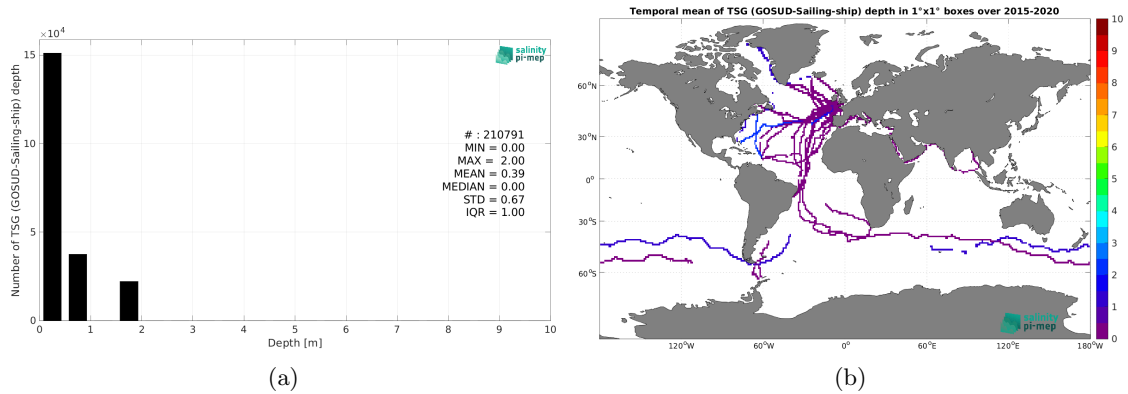 ×10⁴
15
10
5
0
0 1 2 3 4 5 6 7 8 9 10
Depth [m]
Number of TSG (GOSUD-Sailing-ship) depth
salinity
pi-mep
# : 210791
MIN = 0.00
MAX = 2.00
MEAN = 0.39
MEDIAN = 0.00
STD = 0.67
IQR = 1.00
(a)
Temporal mean of TSG (GOSUD-Sailing-ship) depth in 1°x1° boxes over 2015-2020
60°N
30°N
0°
30°S
60°S
120°W 60°W 0° 60°E 120°E 180°W
salinity
pi-mep
10
9
8
7
6
5
4
3
2
1
0
(b)